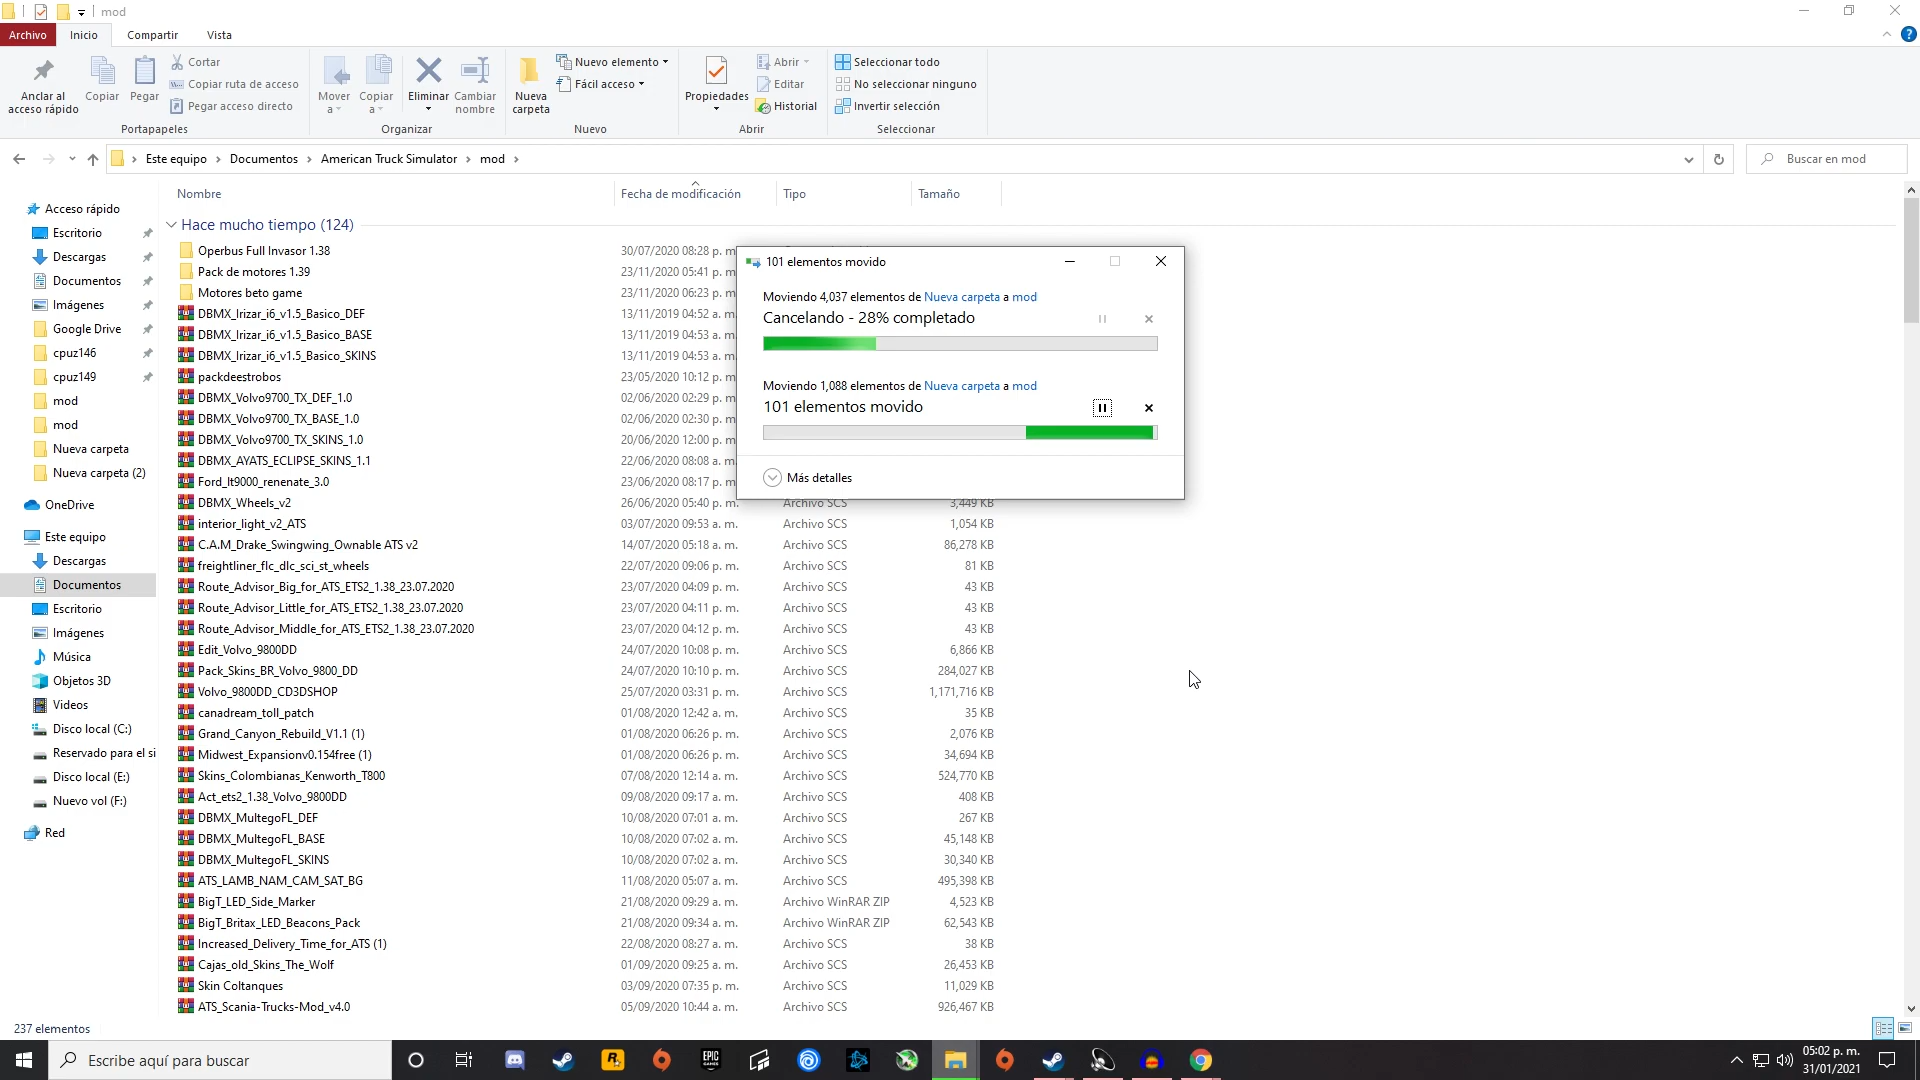 mod
Archivo Inicio Compartir Vista
Anclar al acceso rápido
Copiar
Pegar
Cortar
Copiar ruta de acceso
Pegar acceso directo
Portapapeles
Mover a
Copiar a
Eliminar
Cambiar nombre
Organizar
Nueva carpeta
Nuevo elemento
Fácil acceso
Nuevo
Propiedades
Abrir
Editar
Historial
Abrir
Seleccionar todo
No seleccionar ninguno
Invertir selección
Seleccionar
Este equipo > Documentos > American Truck Simulator > mod >
Buscar en mod
Acceso rápido
Escritorio
Descargas
Documentos
Imágenes
Google Drive
cpuz146
cpuz149
mod
mod
Nueva carpeta
Nueva carpeta (2)
OneDrive
Este equipo
Descargas
Documentos
Escritorio
Imágenes
Música
Objetos 3D
Videos
Disco local (C:)
Reservado para el si
Disco local (E:)
Nuevo vol (F:)
Red
Nombre Fecha de modificación Tipo Tamaño
Hace mucho tiempo (124)
Operbus Full Invasor 1.38 30/07/2020 08:28 p. m.
Pack de motores 1.39 23/11/2020 05:41 p. m.
Motores beto game 23/11/2020 06:23 p. m.
DBMX_Irizar_i6_v1.5_Basico_DEF 13/11/2019 04:52 a. m.
DBMX_Irizar_i6_v1.5_Basico_BASE 13/11/2019 04:53 a. m.
DBMX_Irizar_i6_v1.5_Basico_SKINS 13/11/2019 04:53 a. m.
packdeestrobos 23/05/2020 10:12 p. m.
DBMX_Volvo9700_TX_DEF_1.0 02/06/2020 02:29 p. m.
DBMX_Volvo9700_TX_BASE_1.0 02/06/2020 02:30 p. m.
DBMX_Volvo9700_TX_SKINS_1.0 20/06/2020 12:00 p. m.
DBMX_AYATS_ECLIPSE_SKINS_1.1 22/06/2020 08:08 a. m.
Ford_lt9000_renenate_3.0 23/06/2020 08:17 p. m.
DBMX_Wheels_v2 26/06/2020 05:40 p. m. Archivo SCS 3,449 KB
interior_light_v2_ATS 03/07/2020 09:53 a. m. Archivo SCS 1,054 KB
C.A.M_Drake_Swingwing_Ownable ATS v2 14/07/2020 05:18 a. m. Archivo SCS 86,278 KB
freightliner_flc_dlc_sci_st_wheels 22/07/2020 09:06 p. m. Archivo SCS 81 KB
Route_Advisor_Big_for_ATS_ETS2_1.38_23.07.2020 23/07/2020 04:09 p. m. Archivo SCS 43 KB
Route_Advisor_Little_for_ATS_ETS2_1.38_23.07.2020 23/07/2020 04:11 p. m. Archivo SCS 43 KB
Route_Advisor_Middle_for_ATS_ETS2_1.38_23.07.2020 23/07/2020 04:12 p. m. Archivo SCS 43 KB
Edit_Volvo_9800DD 24/07/2020 10:08 p. m. Archivo SCS 6,866 KB
Pack_Skins_BR_Volvo_9800_DD 24/07/2020 10:10 p. m. Archivo SCS 284,027 KB
Volvo_9800DD_CD3DSHOP 25/07/2020 03:31 p. m. Archivo SCS 1,171,716 KB
canadream_toll_patch 01/08/2020 12:42 a. m. Archivo SCS 35 KB
Grand_Canyon_Rebuild_V1.1 (1) 01/08/2020 06:26 p. m. Archivo SCS 2,076 KB
Midwest_Expansionv0.154free (1) 01/08/2020 06:26 p. m. Archivo SCS 34,694 KB
Skins_Colombianas_Kenworth_T800 07/08/2020 12:14 a. m. Archivo SCS 524,770 KB
Act_ets2_1.38_Volvo_9800DD 09/08/2020 09:17 a. m. Archivo SCS 408 KB
DBMX_MultegoFL_DEF 10/08/2020 07:01 a. m. Archivo SCS 267 KB
DBMX_MultegoFL_BASE 10/08/2020 07:02 a. m. Archivo SCS 45,148 KB
DBMX_MultegoFL_SKINS 10/08/2020 07:02 a. m. Archivo SCS 30,340 KB
ATS_LAMB_NAM_CAM_SAT_BG 11/08/2020 05:07 a. m. Archivo SCS 495,398 KB
BigT_LED_Side_Marker 21/08/2020 09:29 a. m. Archivo WinRAR ZIP 4,523 KB
BigT_Britax_LED_Beacons_Pack 21/08/2020 09:34 a. m. Archivo WinRAR ZIP 62,543 KB
Increased_Delivery_Time_for_ATS (1) 22/08/2020 08:27 a. m. Archivo SCS 38 KB
Cajas_old_Skins_The_Wolf 01/09/2020 09:25 a. m. Archivo SCS 26,453 KB
Skin Coltanques 03/09/2020 07:35 p. m. Archivo SCS 11,029 KB
ATS_Scania-Trucks-Mod_v4.0 05/09/2020 10:44 a. m. Archivo SCS 926,467 KB
101 elementos movido
Moviendo 4,037 elementos de Nueva carpeta a mod
Cancelando - 28% completado
Moviendo 1,088 elementos de Nueva carpeta a mod
101 elementos movido
Más detalles
237 elementos
Escribe aquí para buscar
EPIC GAMES
05:02 p. m.
31/01/2021